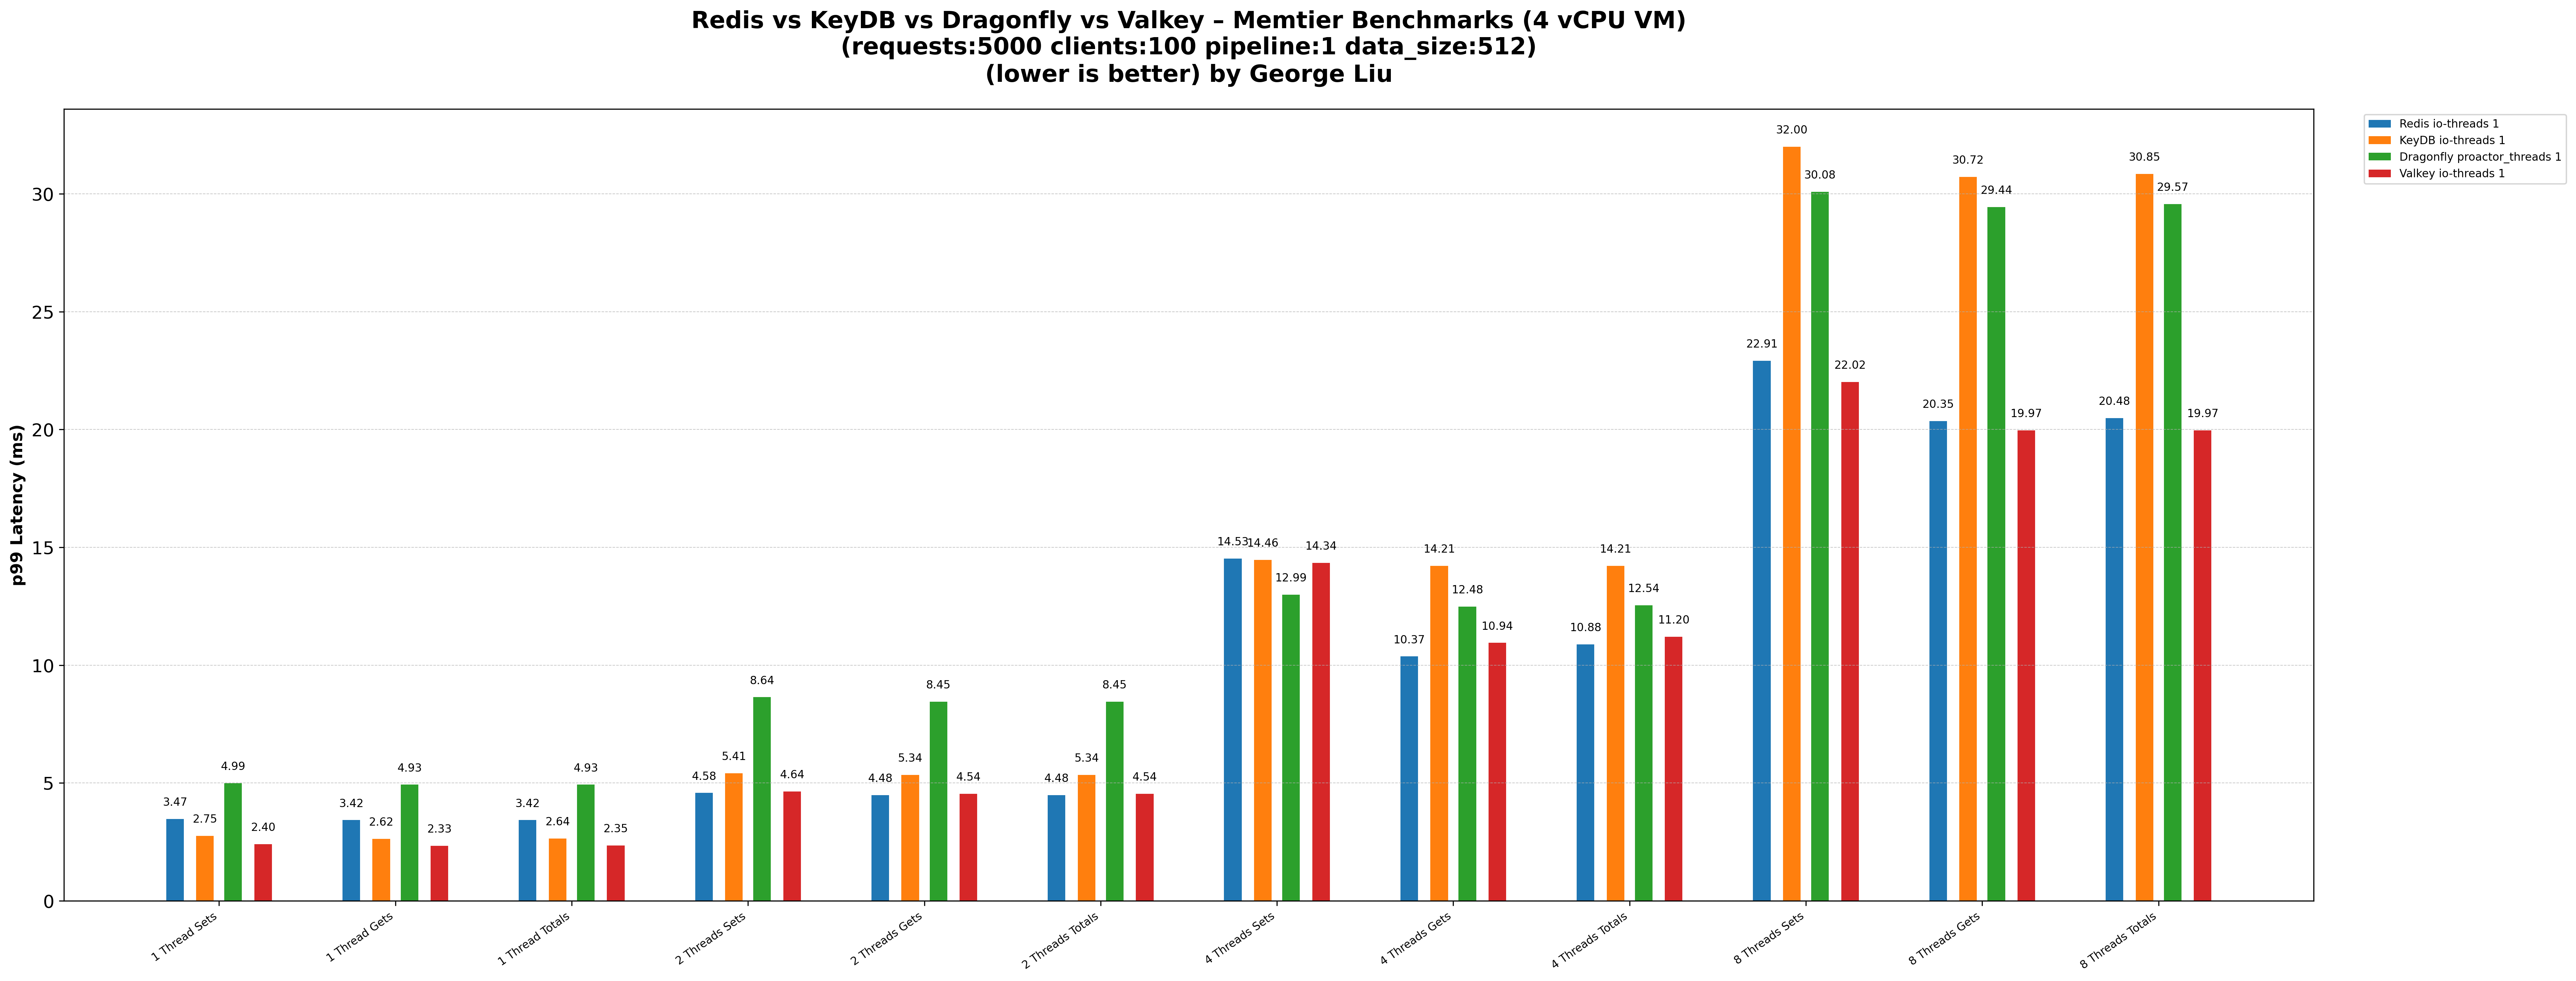 Redis vs KeyDB vs Dragonfly vs Valkey – Memtier Benchmarks (4 vCPU VM)
(requests:5000 clients:100 pipeline:1 data_size:512)
(lower is better) by George Liu
Redis io-threads 1
KeyDB io-threads 1
Dragonfly proactor_threads 1
Valkey io-threads 1
p99 Latency (ms)
30
25
20
15
10
5
0
3.47
2.75
4.99
2.40
3.42
2.62
4.93
2.33
3.42
2.64
4.93
2.35
4.58
5.41
8.64
4.64
4.48
5.34
8.45
4.54
4.48
5.34
8.45
4.54
14.53
14.46
12.99
14.34
10.37
14.21
12.48
10.94
10.88
14.21
12.54
11.20
22.91
32.00
30.08
22.02
20.35
30.72
29.44
19.97
20.48
30.85
29.57
19.97
1 Thread Sets
1 Thread Gets
1 Thread Totals
2 Threads Sets
2 Threads Gets
2 Threads Totals
4 Threads Sets
4 Threads Gets
4 Threads Totals
8 Threads Sets
8 Threads Gets
8 Threads Totals